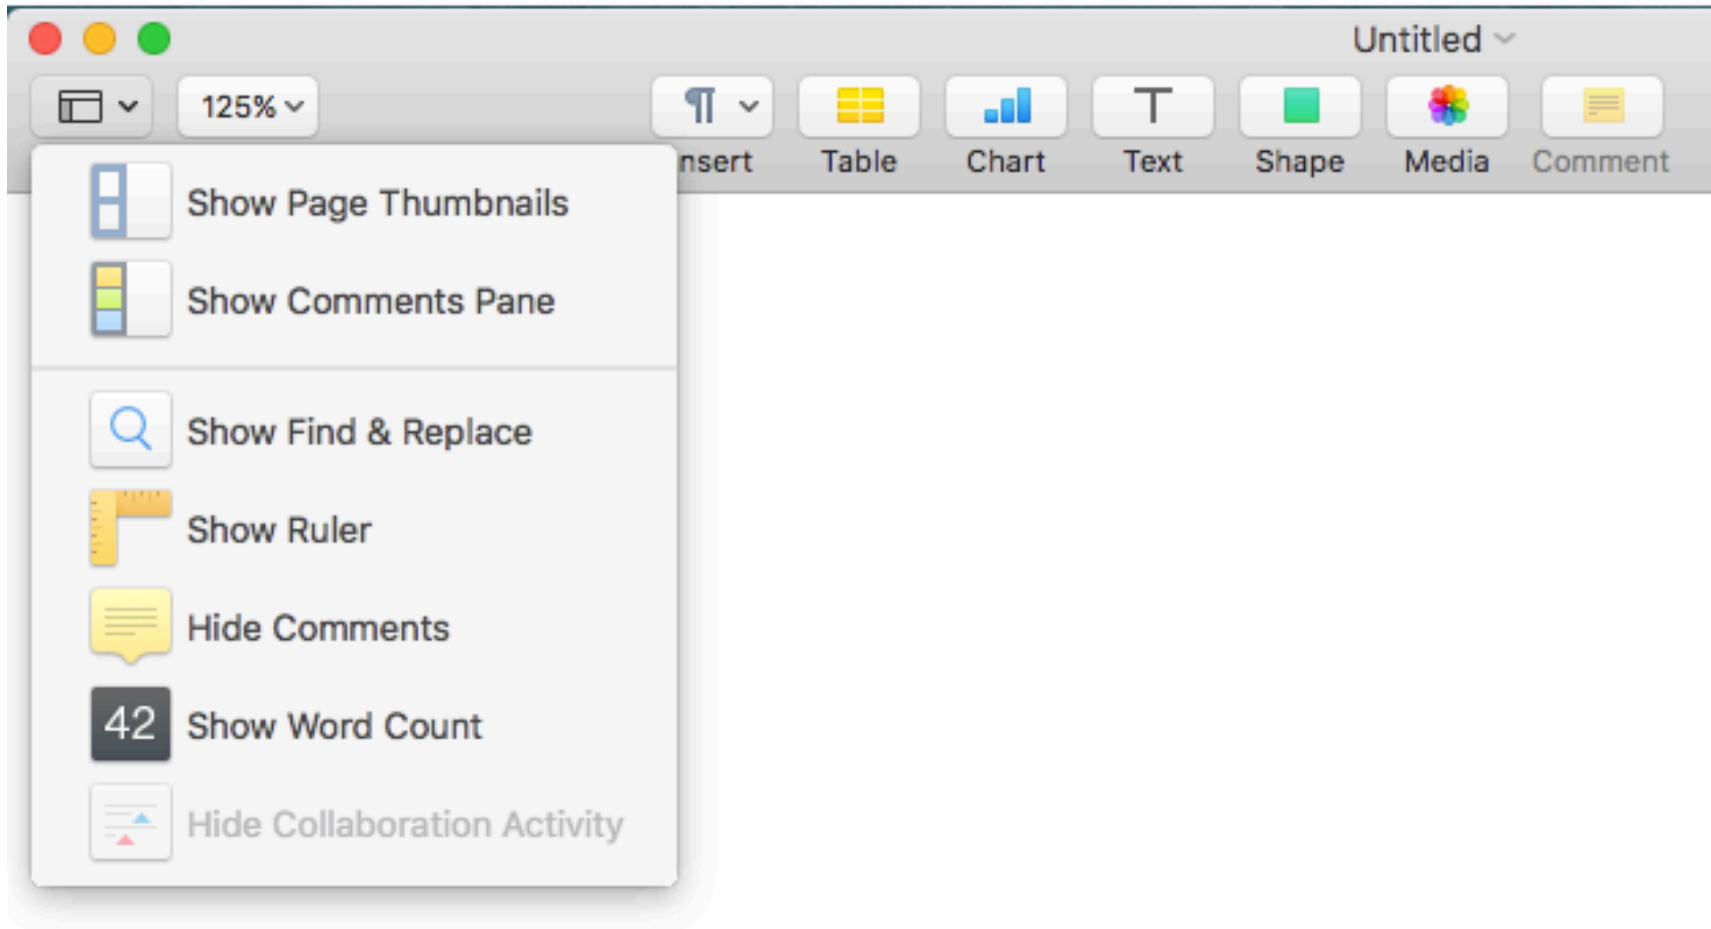 Untitled
125%
nsert Table Chart Text Shape Media Comment
Show Page Thumbnails
Show Comments Pane
Show Find & Replace
Show Ruler
Hide Comments
42 Show Word Count
Hide Collaboration Activity